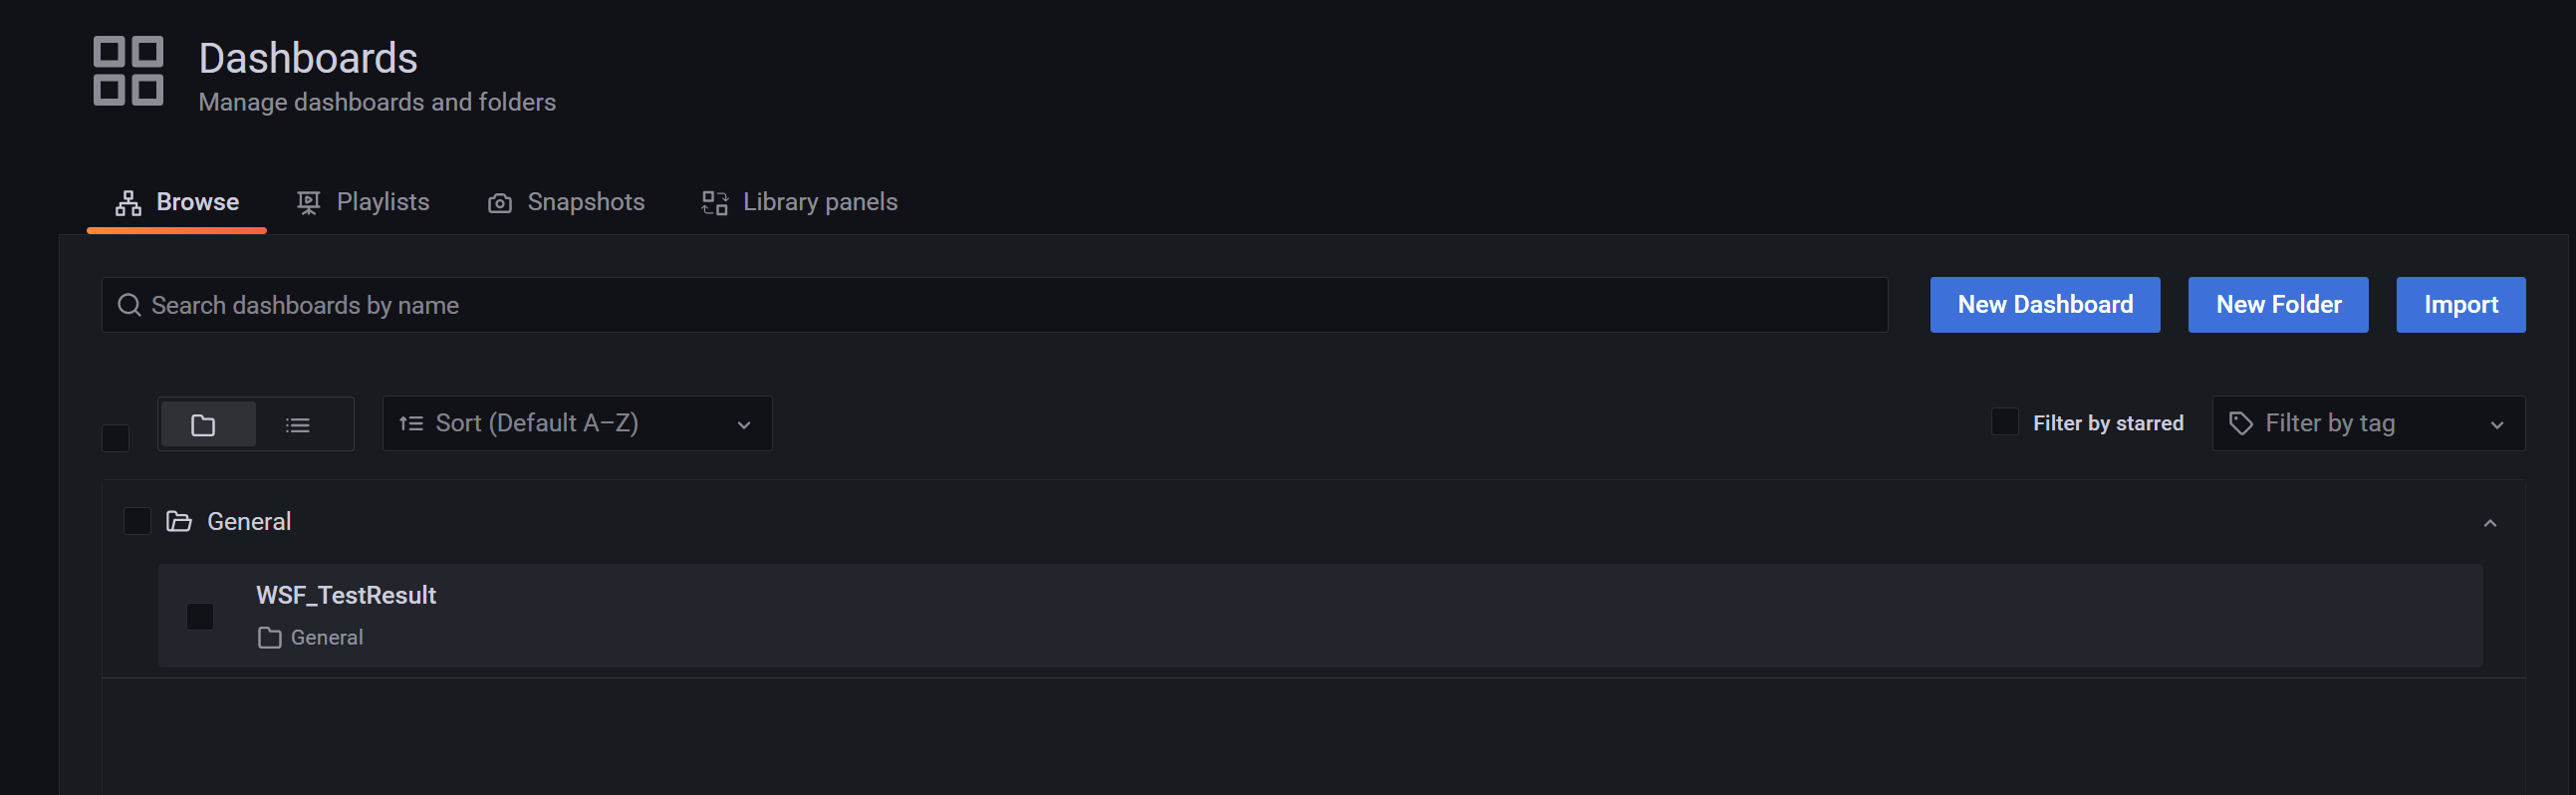 Dashboards
Manage dashboards and folders
Browse Playlists Snapshots Library panels
Search dashboards by name New Dashboard New Folder Import
Sort (Default A–Z) Filter by starred Filter by tag
General
WSF_TestResult
General